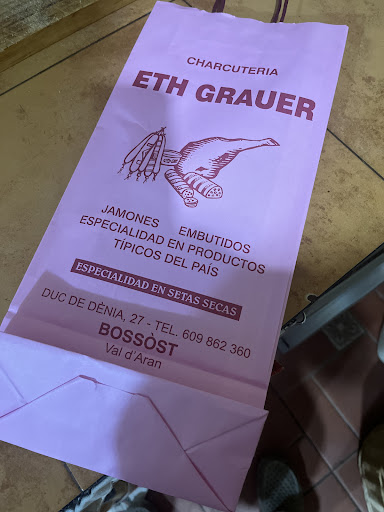 CHARCUTERIA
ETH GRAUER
JAMONES EMBUTIDOS
ESPECIALIDAD EN PRODUCTOS
TÍPICOS DEL PAÍS
ESPECIALIDAD EN SETAS SECAS
DUC DE DÈNIA, 27 - TEL. 609 862 360
BOSSÒST
Val d'Aran